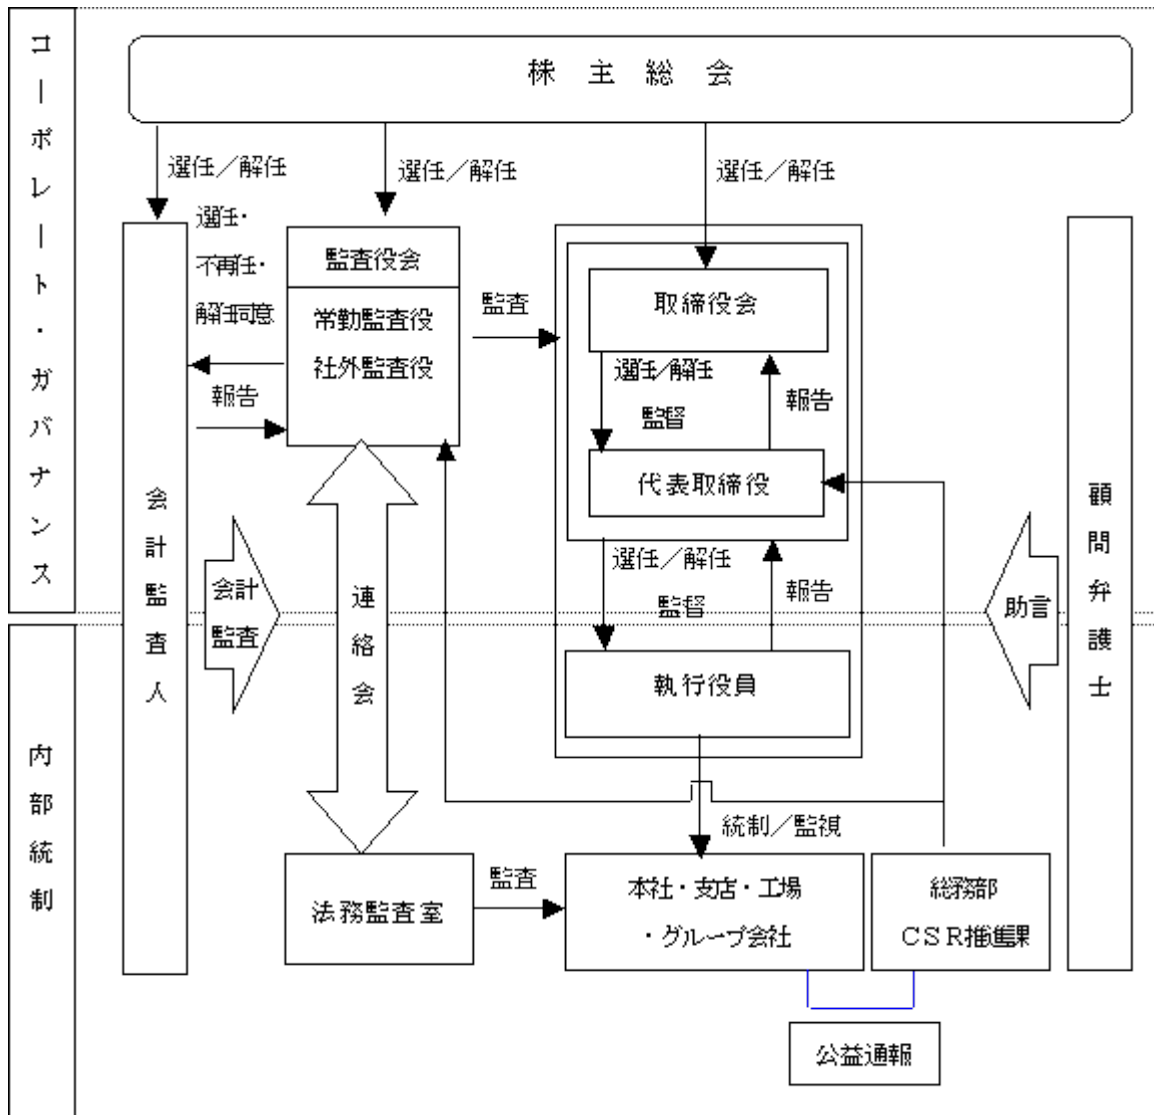 コーポレート・ガバナンス
株主総会
選任／解任
選任／解任
選任／解任
選任・
不再任・
解任同意
監査役会
常勤監査役
社外監査役
監査
取締役会
選任/解任
監督
報告
報告
代表取締役
会計監査人
会計
監査
連絡会
選任／解任
監督
報告
助言
顧問弁護士
執行役員
内部統制
統制／監視
法務監査室
監査
本社・支店・工場
・グループ会社
総務部
ＣＳＲ推進課
公益通報